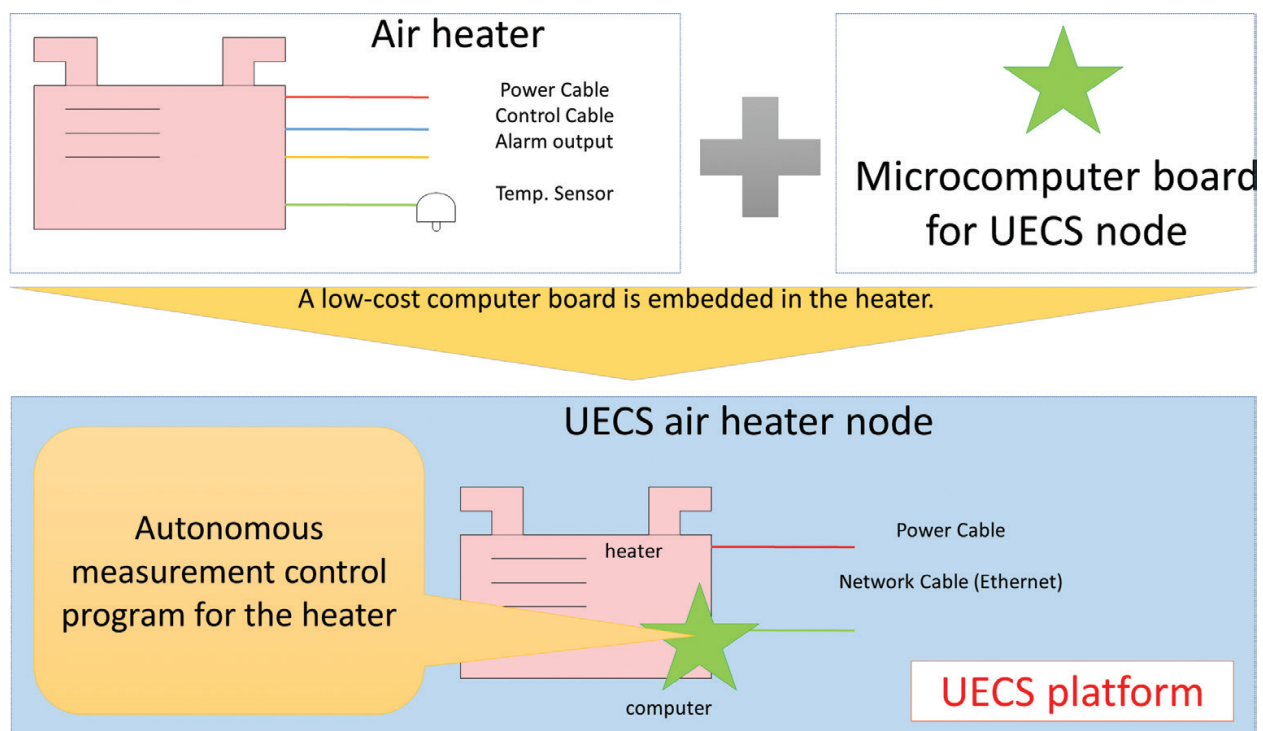 Air heater
Power Cable
Control Cable
Alarm output
Temp. Sensor
Microcomputer board
for UECS node
A low-cost computer board is embedded in the heater.
UECS air heater node
Autonomous
measurement control
program for the heater
heater
Power Cable
Network Cable (Ethernet)
computer
UECS platform